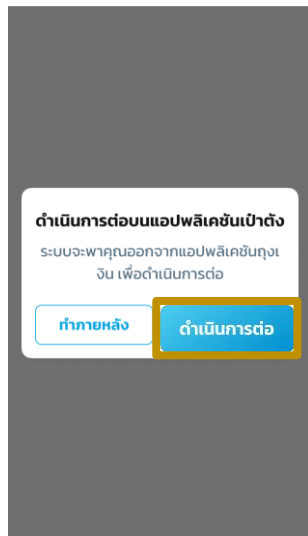 ดำเนินการต่อบนแอปพลิเคชันเป๋าตัง
ระบบจะพาคุณออกจากแอปพลิเคชันถุงเ
งิน เพื่อดำเนินการต่อ
ทำภายหลัง
ดำเนินการต่อ